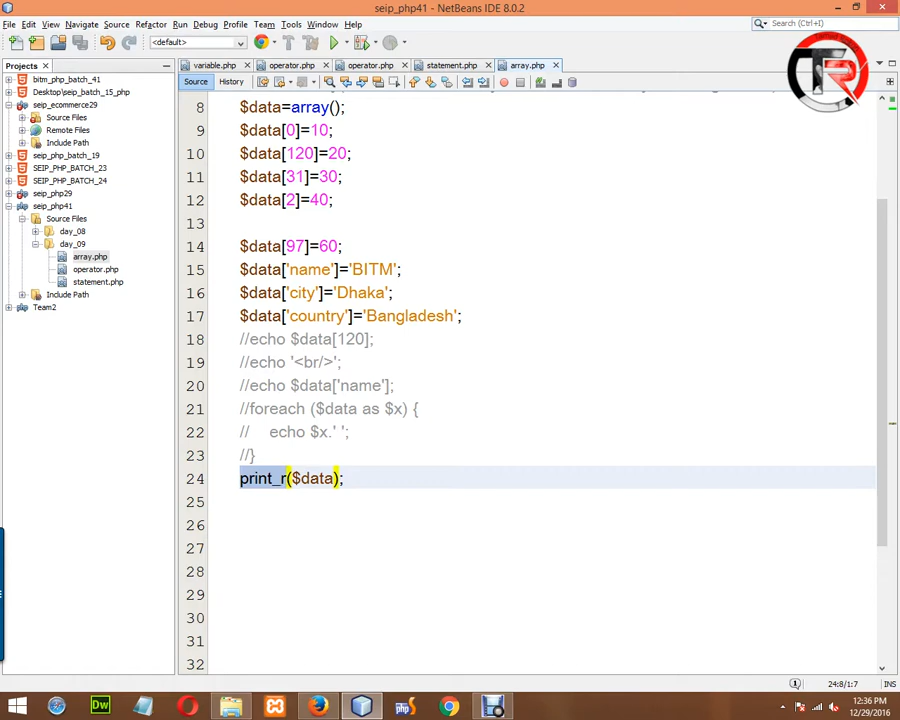 seip_php41 - NetBeans IDE 8.0.2
File Edit View Navigate Source Refactor Run Debug Profile Team Tools Window Help
<default>
Search (Ctrl+I)
Projects
variable.php operator.php operator.php statement.php array.php
Source History
bitm_php_batch_41
Desktop\seip_batch_15_php
seip_ecommerce29
Source Files
Remote Files
Include Path
seip_php_batch_19
SEIP_PHP_BATCH_23
SEIP_PHP_BATCH_24
seip_php29
seip_php41
Source Files
day_08
day_09
array.php
operator.php
statement.php
Include Path
Team2
8 $data=array();
9 $data[0]=10;
10 $data[120]=20;
11 $data[31]=30;
12 $data[2]=40;
13
14 $data[97]=60;
15 $data['name']='BITM';
16 $data['city']='Dhaka';
17 $data['country']='Bangladesh';
18 //echo $data[120];
19 //echo '<br/>';
20 //echo $data['name'];
21 //foreach ($data as $x) {
22 // echo $x.' ';
23 //}
24 print_r($data);
25
26
27
28
29
30
31
32
24:8/1:7 INS
Dw
php
12:36 PM
12/29/2016